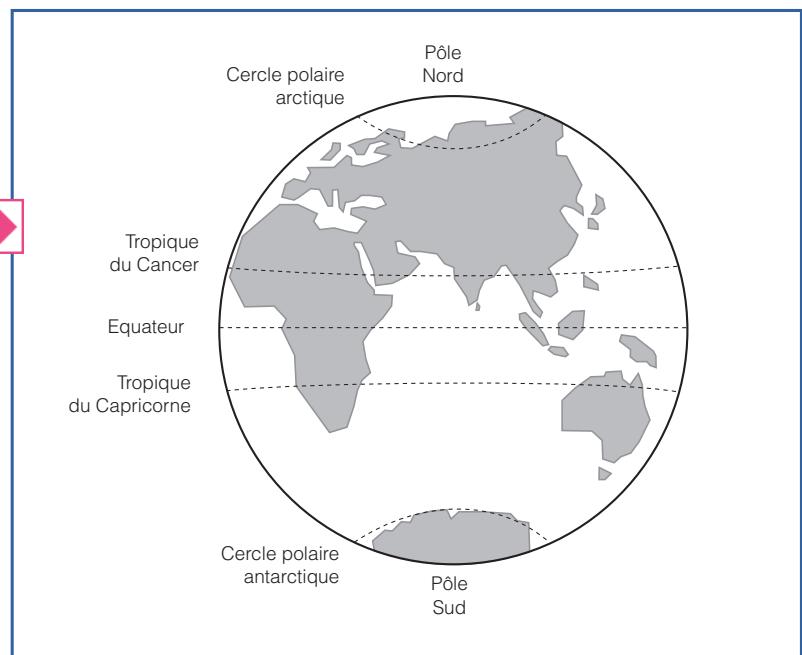 Pôle
Nord
Cercle polaire
arctique
Tropique
du Cancer
Equateur
Tropique
du Capricorne
Cercle polaire
antarctique
Pôle
Sud